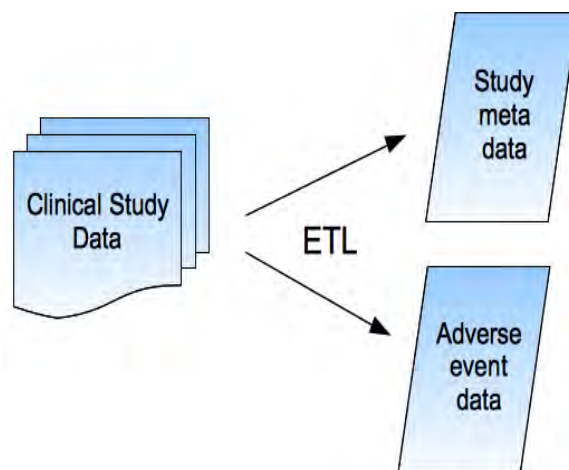 Clinical Study
Data
ETL
Study
meta
data
Adverse
event
data